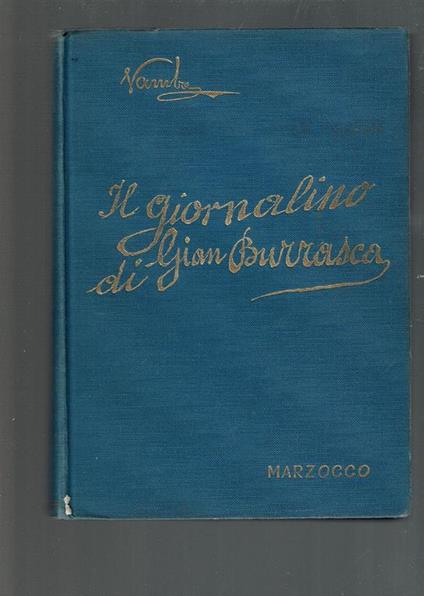 Vamba
Il giornalino
di Gian Burrasca
MARZOCCO